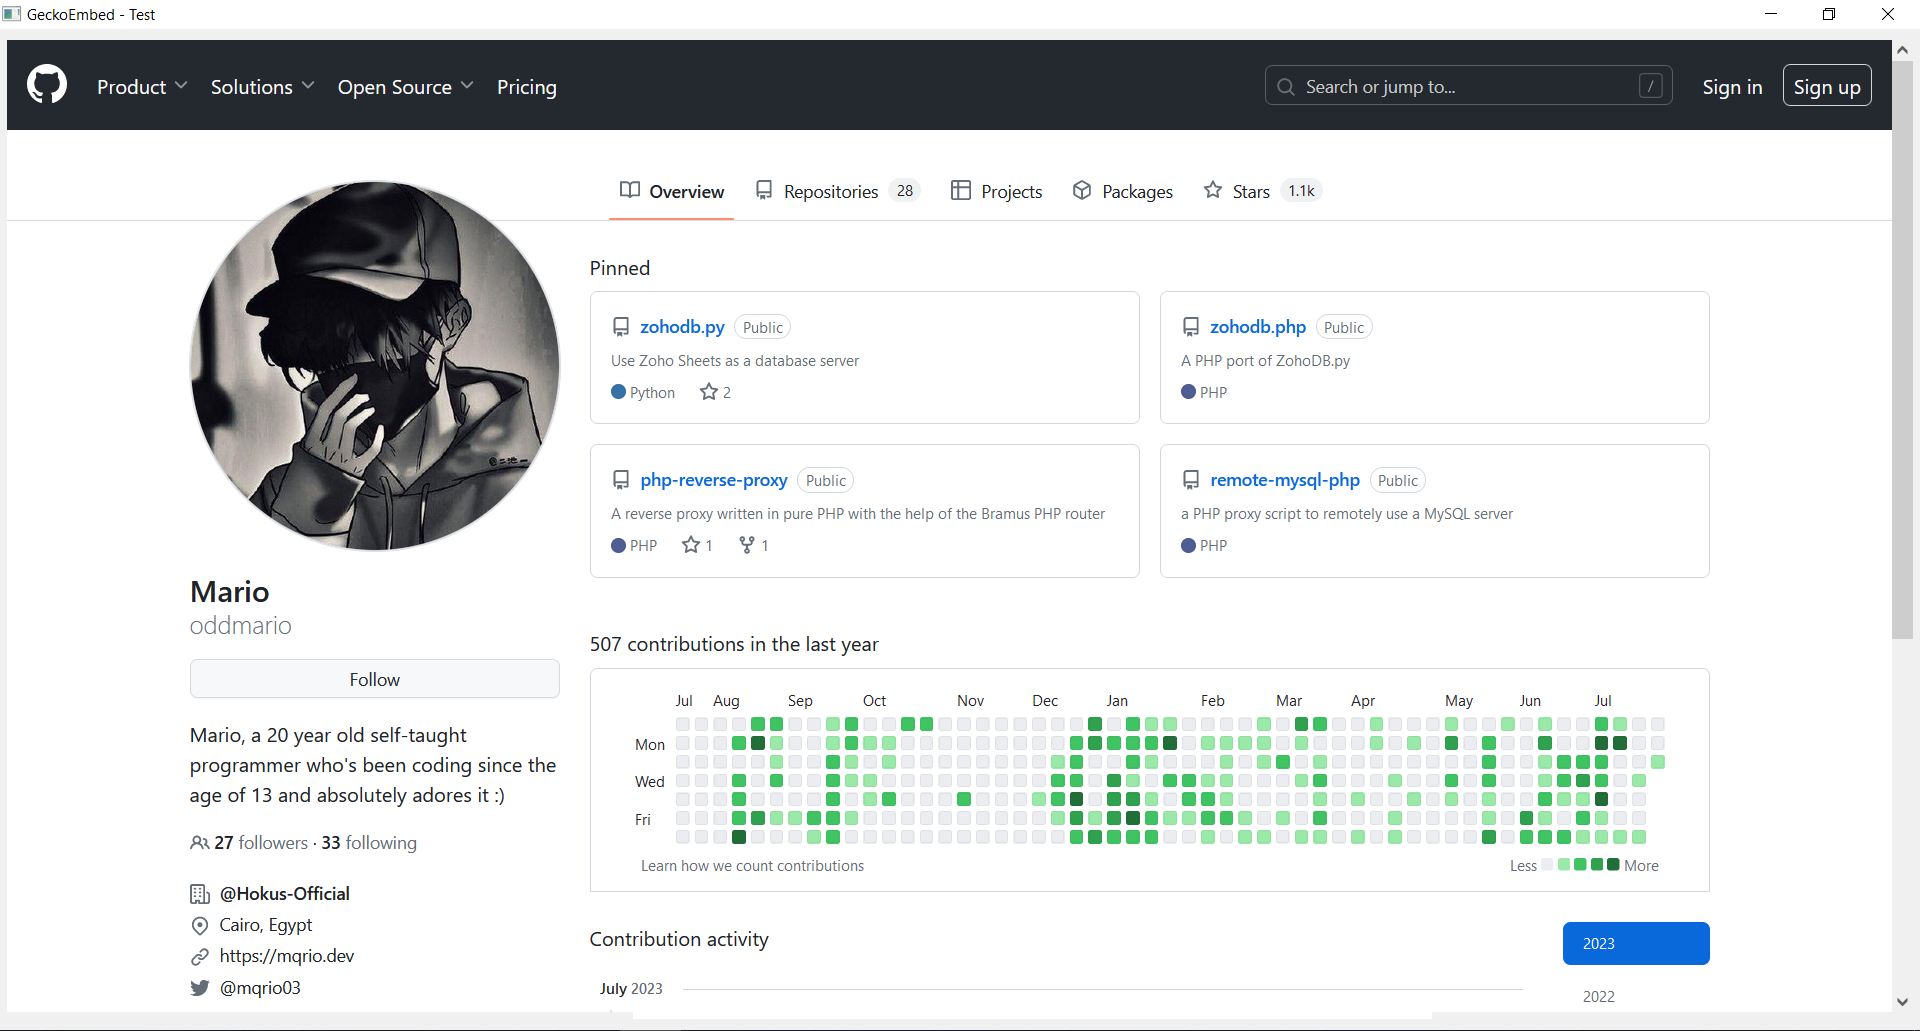 GeckoEmbed - Test
Product Solutions Open Source Pricing Search or jump to... / Sign in Sign up
Overview Repositories 28 Projects Packages Stars 1.1k
Pinned
zohodb.py Public
Use Zoho Sheets as a database server
Python 2
zohodb.php Public
A PHP port of ZohoDB.py
PHP
php-reverse-proxy Public
A reverse proxy written in pure PHP with the help of the Bramus PHP router
PHP 1 1
remote-mysql-php Public
a PHP proxy script to remotely use a MySQL server
PHP
Mario
oddmario
Follow
Mario, a 20 year old self-taught
programmer who's been coding since the
age of 13 and absolutely adores it :)
27 followers · 33 following
@Hokus-Official
Cairo, Egypt
https://mqrio.dev
@mqrio03
507 contributions in the last year
Jul Aug Sep Oct Nov Dec Jan Feb Mar Apr May Jun Jul
Mon
Wed
Fri
Learn how we count contributions Less More
Contribution activity
2023
2022
July 2023